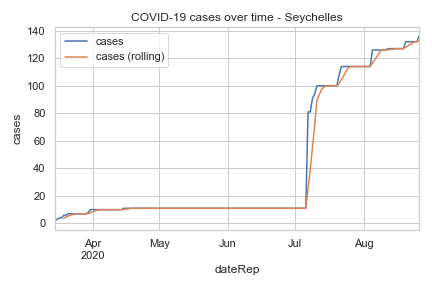 COVID-19 cases over time - Seychelles
cases
cases (rolling)
140
120
100
80
60
40
20
0
cases
Apr
2020
May
Jun
Jul
Aug
dateRep